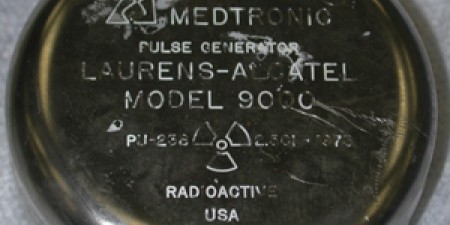 MEDTRONIC
PULSE GENERATOR
LAURENS-ALCATEL
MODEL 9000
PU-238
RADIOACTIVE
USA